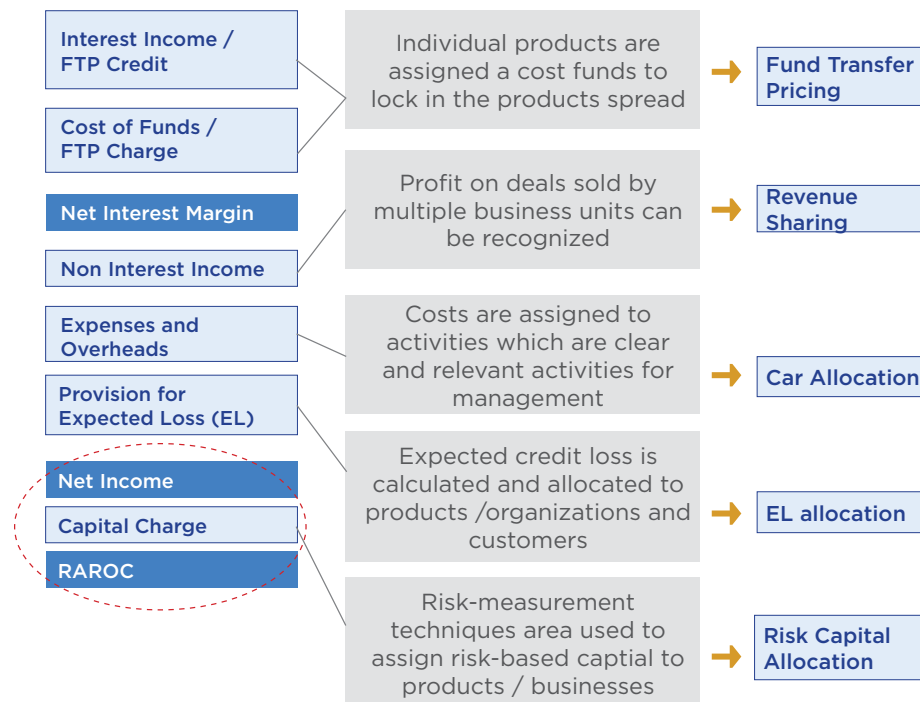 Interest Income /
FTP Credit
Cost of Funds /
FTP Charge
Net Interest Margin
Non Interest Income
Expenses and
Overheads
Provision for
Expected Loss (EL)
Net Income
Capital Charge
RAROC
Individual products are
assigned a cost funds to
lock in the products spread
Profit on deals sold by
multiple business units can
be recognized
Costs are assigned to
activities which are clear
and relevant activities for
management
Expected credit loss is
calculated and allocated to
products /organizations and
customers
Risk-measurement
techniques area used to
assign risk-based captial to
products / businesses
Fund Transfer
Pricing
Revenue
Sharing
Car Allocation
EL allocation
Risk Capital
Allocation